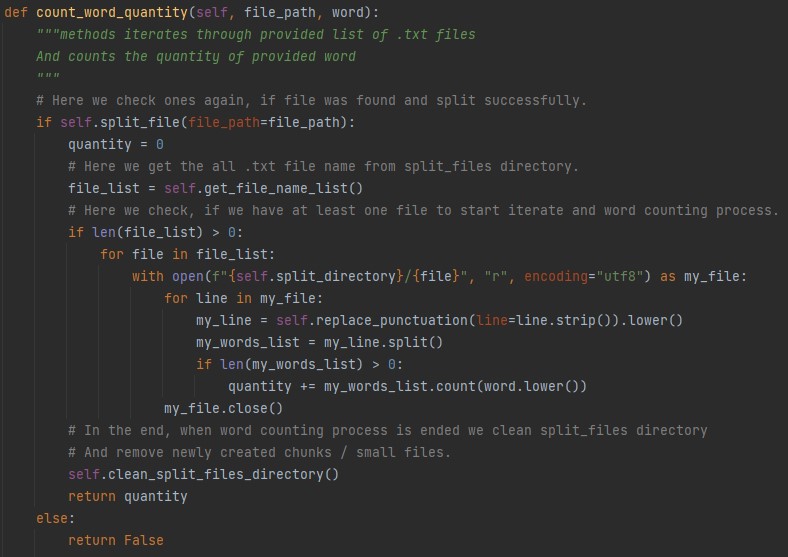 def count_word_quantity(self, file_path, word):
    """methods iterates through provided list of .txt files
    And counts the quantity of provided word
    """
    # Here we check ones again, if file was found and split successfully.
    if self.split_file(file_path=file_path):
        quantity = 0
        # Here we get the all .txt file name from split_files directory.
        file_list = self.get_file_name_list()
        # Here we check, if we have at least one file to start iterate and word counting process.
        if len(file_list) > 0:
            for file in file_list:
                with open(f"{self.split_directory}/{file}", "r", encoding="utf8") as my_file:
                    for line in my_file:
                        my_line = self.replace_punctuation(line=line.strip()).lower()
                        my_words_list = my_line.split()
                        if len(my_words_list) > 0:
                            quantity += my_words_list.count(word.lower())
                    my_file.close()
        # In the end, when word counting process is ended we clean split_files directory
        # And remove newly created chunks / small files.
        self.clean_split_files_directory()
        return quantity
    else:
        return False